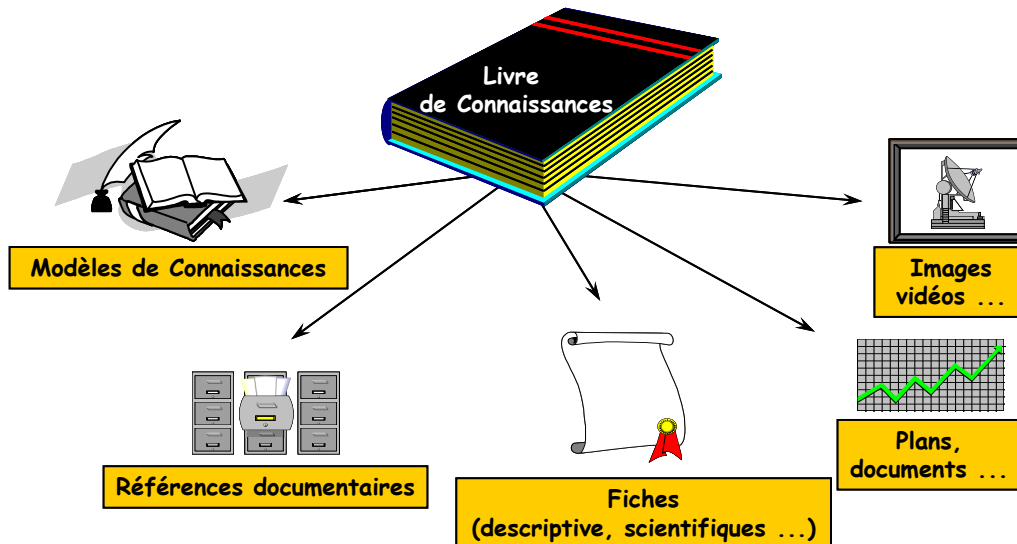 Livre
de Connaissances
Modèles de Connaissances
Images
vidéos ...
Références documentaires
Plans,
documents ...
Fiches
(descriptive, scientifiques ...)